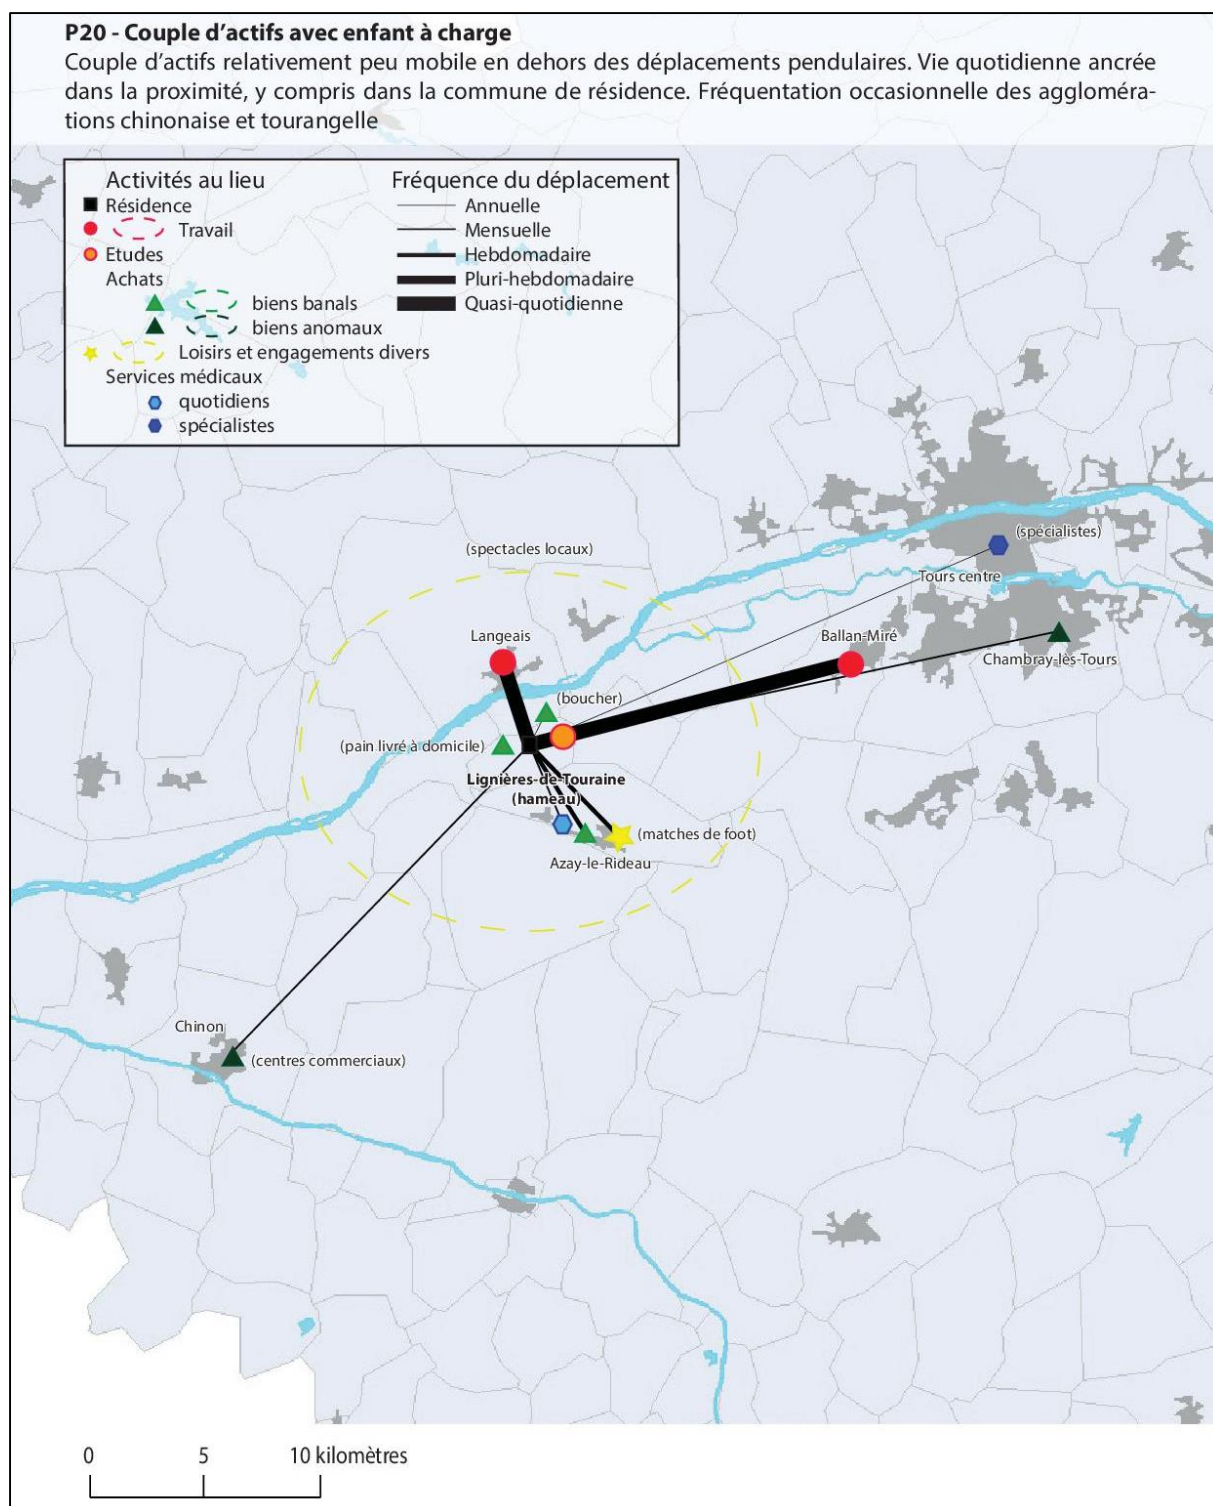 P20 - Couple d'actifs avec enfant à charge
Couple d'actifs relativement peu mobile en dehors des déplacements pendulaires. Vie quotidienne ancrée
dans la proximité, y compris dans la commune de résidence. Fréquentation occasionnelle des aggloméra-
tions chinonaise et tourangelle
Activités au lieu
Résidence
Travail
Etudes
Achats
biens banals
biens anomaux
Loisirs et engagements divers
Services médicaux
quotidiens
spécialistes
Fréquence du déplacement
Annuelle
Mensuelle
Hebdomadaire
Pluri-hebdomadaire
Quasi-quotidienne
(spécialistes)
(spectacles locaux)
Tours centre
Langeais
Ballan-Miré
Chambray-lès-Tours
(boucher)
(pain livré à domicile)
Lignières-de-Touraine
(hameau)
(matches de foot)
Azay-le-Rideau
Chinon
(centres commerciaux)
0 5 10 kilomètres